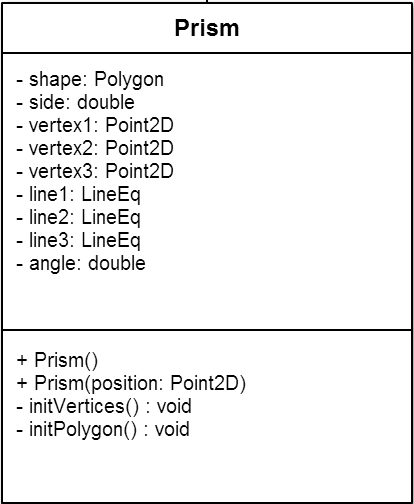 Prism
- shape: Polygon
- side: double
- vertex1: Point2D
- vertex2: Point2D
- vertex3: Point2D
- line1: LineEq
- line2: LineEq
- line3: LineEq
- angle: double
+ Prism()
+ Prism(position: Point2D)
- initVertices() : void
- initPolygon() : void